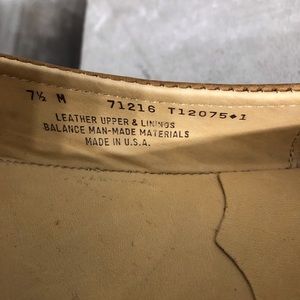 7½ M 71216 T12075◆1
LEATHER UPPER & LININGS
BALANCE MAN-MADE MATERIALS
MADE IN U.S.A.